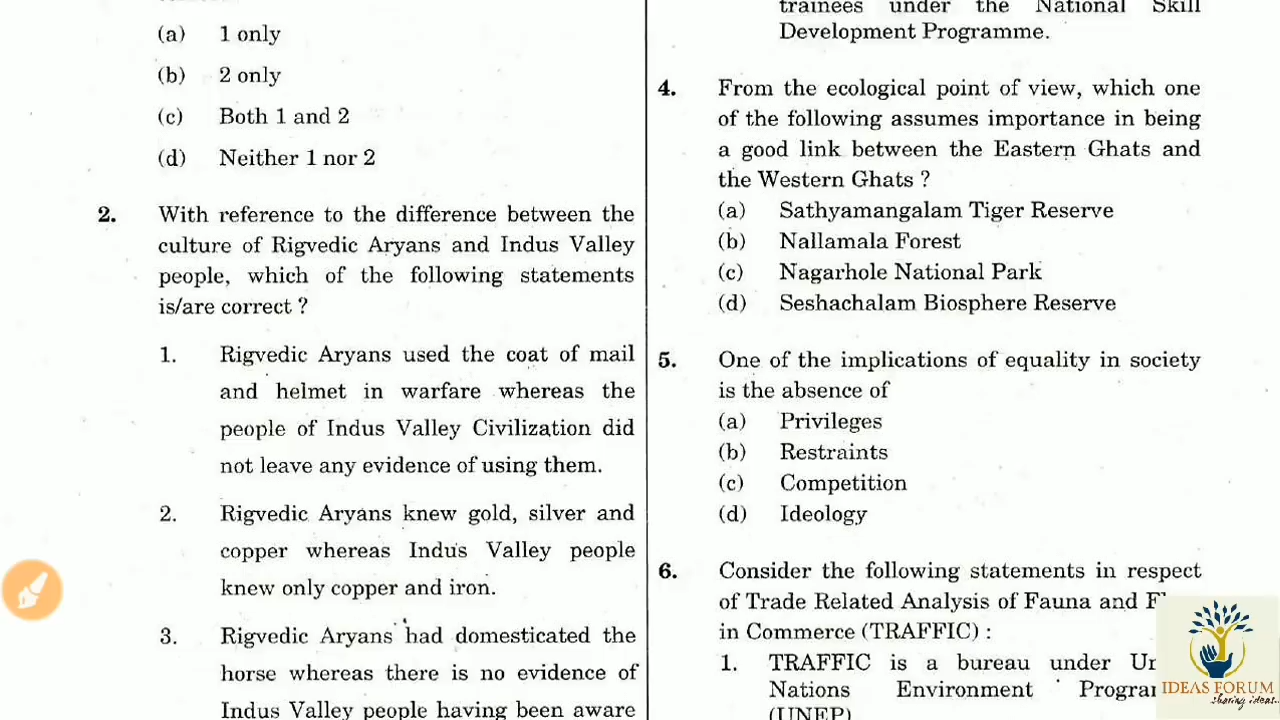 (a) 1 only
(b) 2 only
(c) Both 1 and 2
(d) Neither 1 nor 2
2. With reference to the difference between the
culture of Rigvedic Aryans and Indus Valley
people, which of the following statements
is/are correct ?
1. Rigvedic Aryans used the coat of mail
and helmet in warfare whereas the
people of Indus Valley Civilization did
not leave any evidence of using them.
2. Rigvedic Aryans knew gold, silver and
copper whereas Indus Valley people
knew only copper and iron.
3. Rigvedic Aryans had domesticated the
horse whereas there is no evidence of
Indus Valley people having been aware
trainees under the National Skill
Development Programme.
4. From the ecological point of view, which one
of the following assumes importance in being
a good link between the Eastern Ghats and
the Western Ghats ?
(a) Sathyamangalam Tiger Reserve
(b) Nallamala Forest
(c) Nagarhole National Park
(d) Seshachalam Biosphere Reserve
5. One of the implications of equality in society
is the absence of
(a) Privileges
(b) Restraints
(c) Competition
(d) Ideology
6. Consider the following statements in respect
of Trade Related Analysis of Fauna and
in Commerce (TRAFFIC) :
1. TRAFFIC is a bureau under
Nations Environment
(UNEP)
IDEAS FORUM
sharing ideas